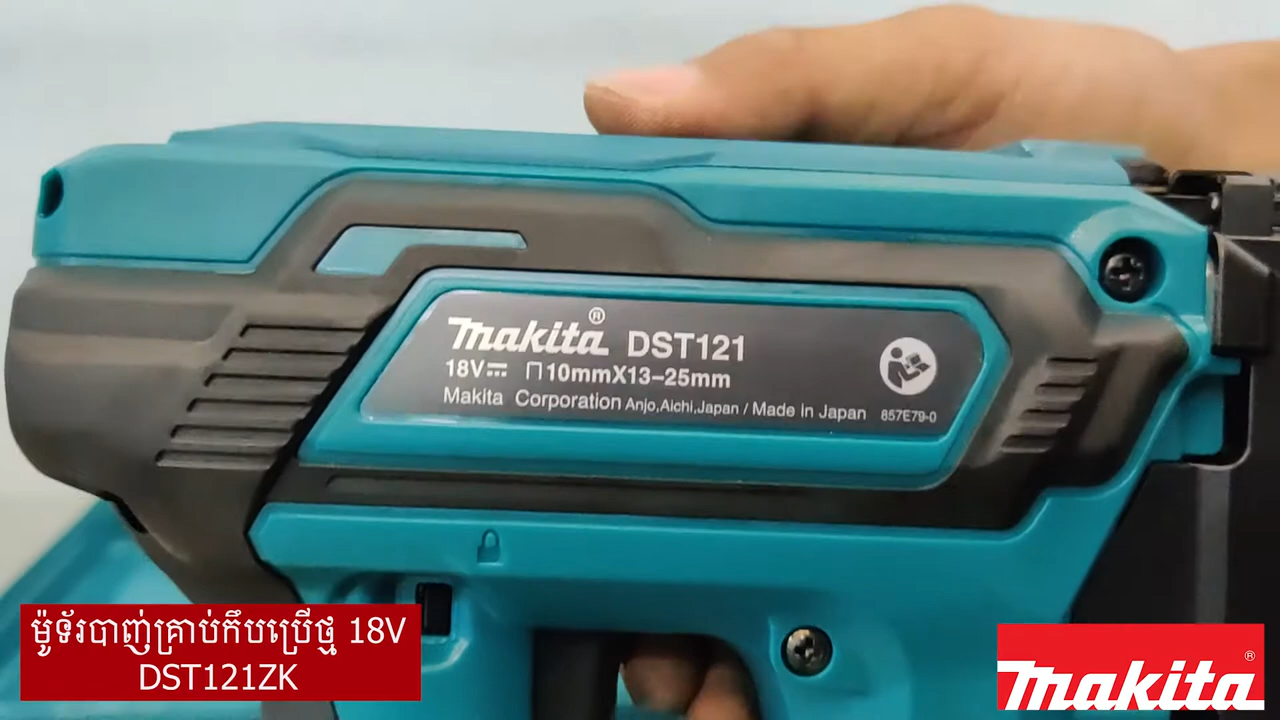 makita® DST121
18V⎓ ⊓10mmX13-25mm
Makita Corporation Anjo,Aichi,Japan / Made in Japan 857E79-0
ម៉ូទ័របាញ់គ្រាប់កឹបប្រើថ្ម 18V
DST121ZK
makita®